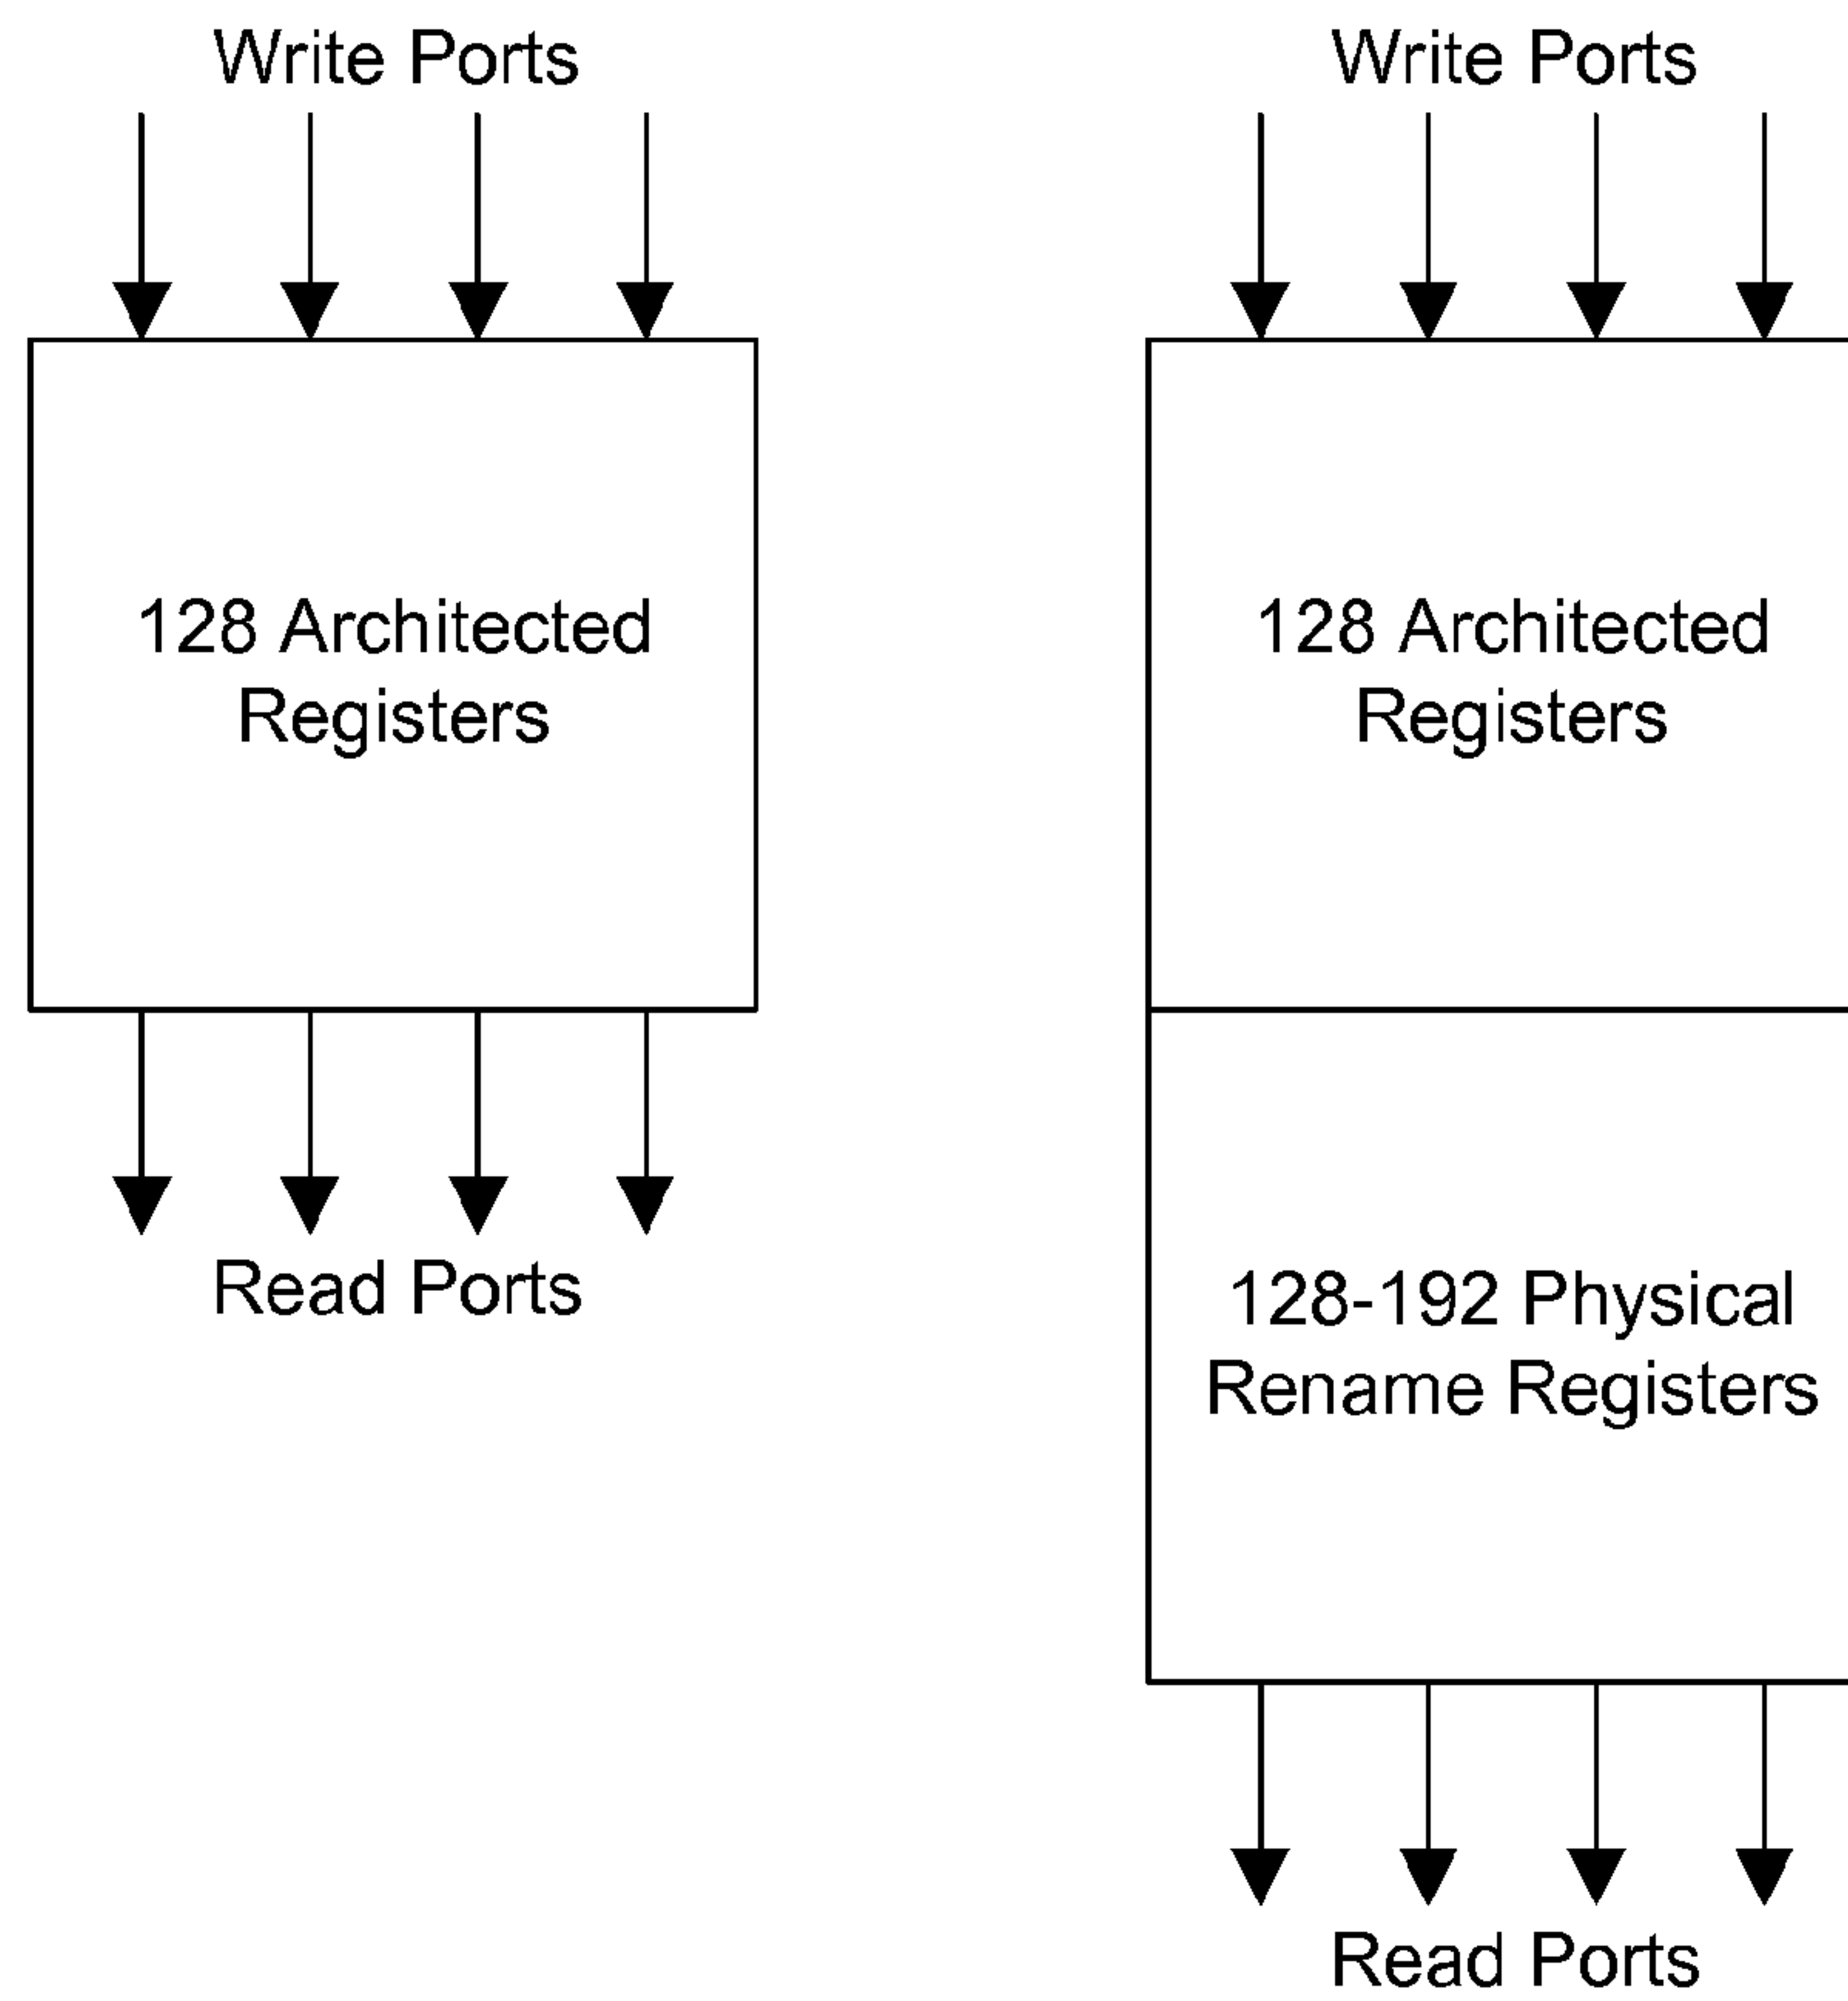 Write Ports
128 Architected
Registers
Read Ports
Write Ports
128 Architected
Registers
128-192 Physical
Rename Registers
Read Ports